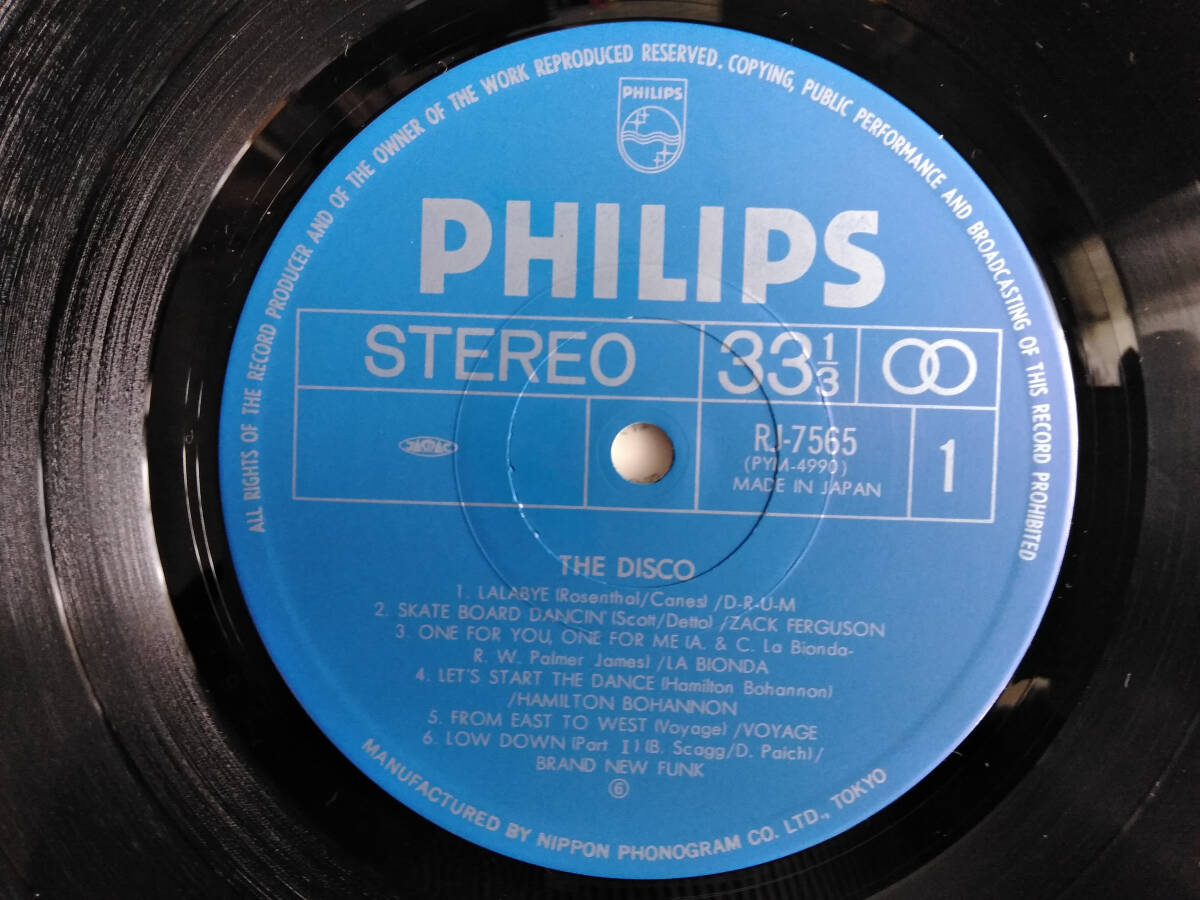 ALL RIGHTS OF THE RECORD PRODUCER AND OF THE OWNER OF THE WORK REPRODUCED RESERVED. COPYING, PUBLIC PERFORMANCE AND BROADCASTING OF THIS RECORD PROHIBITED
PHILIPS
PHILIPS
STEREO 33 1/3
JASRAC
RJ-7565
(PYM-4990)
MADE IN JAPAN
1
THE DISCO
1. LALABYE (Rosenthal/Canes) /D-R-U-M
2. SKATE BOARD DANCIN' (Scott/Detto) /ZACK FERGUSON
3. ONE FOR YOU, ONE FOR ME (A. & C. La Bionda-
R. W. Palmer James) /LA BIONDA
4. LET'S START THE DANCE (Hamilton Bohannon)
/HAMILTON BOHANNON
5. FROM EAST TO WEST (Voyage) /VOYAGE
6. LOW DOWN (Part I) (B. Scagg/D. Paich)/
BRAND NEW FUNK
⑥
MANUFACTURED BY NIPPON PHONOGRAM CO. LTD., TOKYO